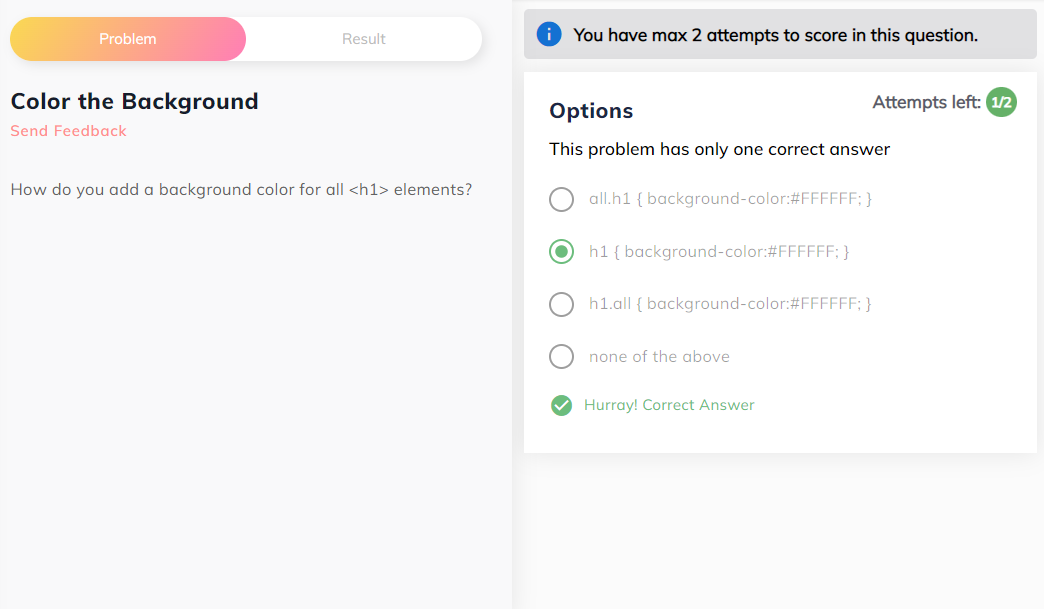 Problem
Result
Color the Background
Send Feedback
How do you add a background color for all <h1> elements?
i You have max 2 attempts to score in this question.
Options
Attempts left: 1/2
This problem has only one correct answer
all.h1 { background-color:#FFFFFF; }
h1 { background-color:#FFFFFF; }
h1.all { background-color:#FFFFFF; }
none of the above
Hurray! Correct Answer